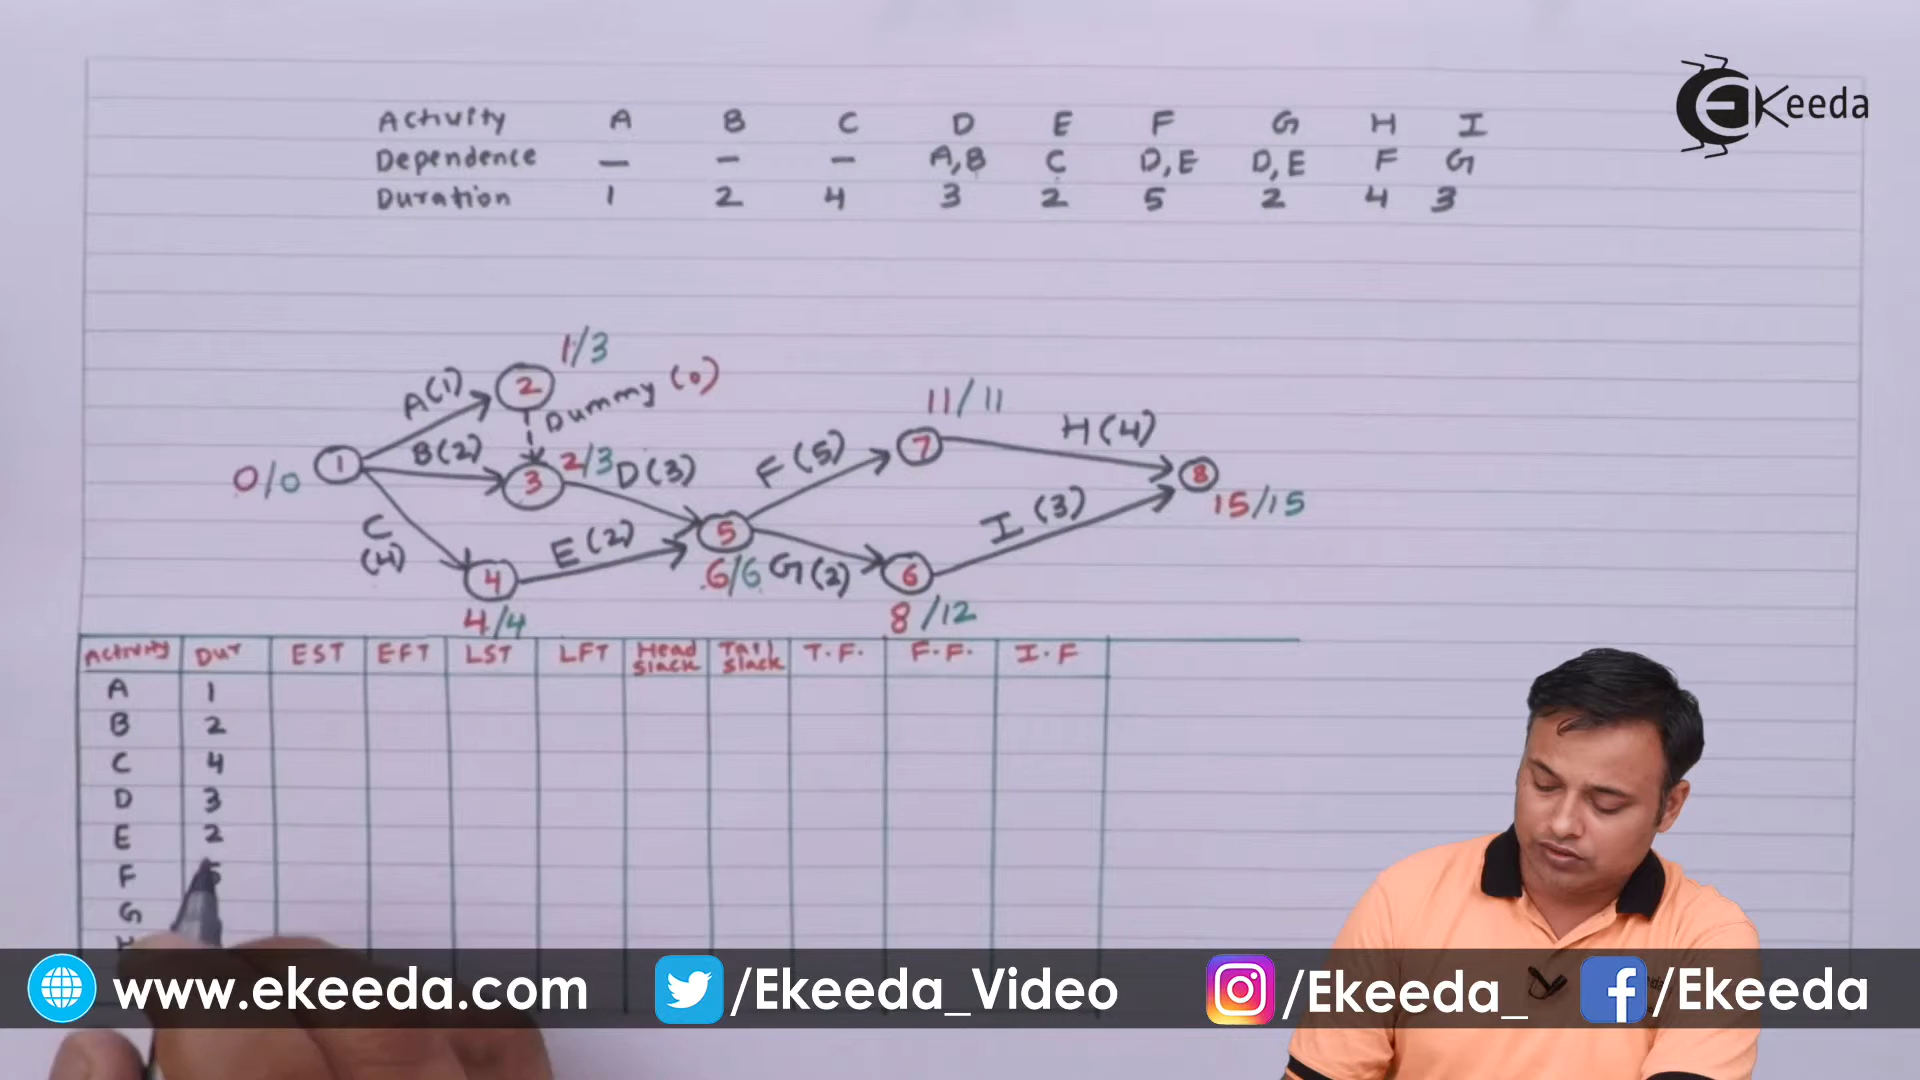 Ekeeda
Activity A B C D E F G H I
Dependence — — — A,B C D,E D,E F G
Duration 1 2 4 3 2 5 2 4 3
1/3
A(1) 2 Dummy (0)
11/11
B(2) H(4)
0/0 1 3 2/3 D(3) F(5) 7 8
15/15
C (4) E(2) 5 I(3)
4 6/6 G(2) 6
4/4 8/12
Activity Dur EST EFT LST LFT Head Slack Tail Slack T.F. F.F. I.F
A 1
B 2
C 4
D 3
E 2
F 5
G
www.ekeeda.com /Ekeeda_Video /Ekeeda_ /Ekeeda